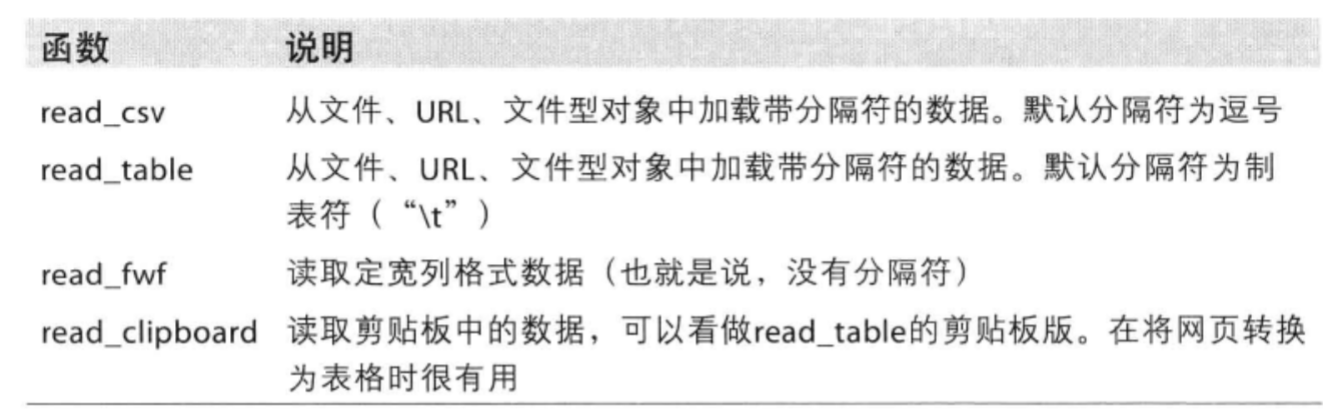 函数 说明
read_csv 从文件、URL、文件型对象中加载带分隔符的数据。默认分隔符为逗号
read_table 从文件、URL、文件型对象中加载带分隔符的数据。默认分隔符为制
表符（“\t”）
read_fwf 读取定宽列格式数据（也就是说，没有分隔符）
read_clipboard 读取剪贴板中的数据，可以看做read_table的剪贴板版。在将网页转换
为表格时很有用